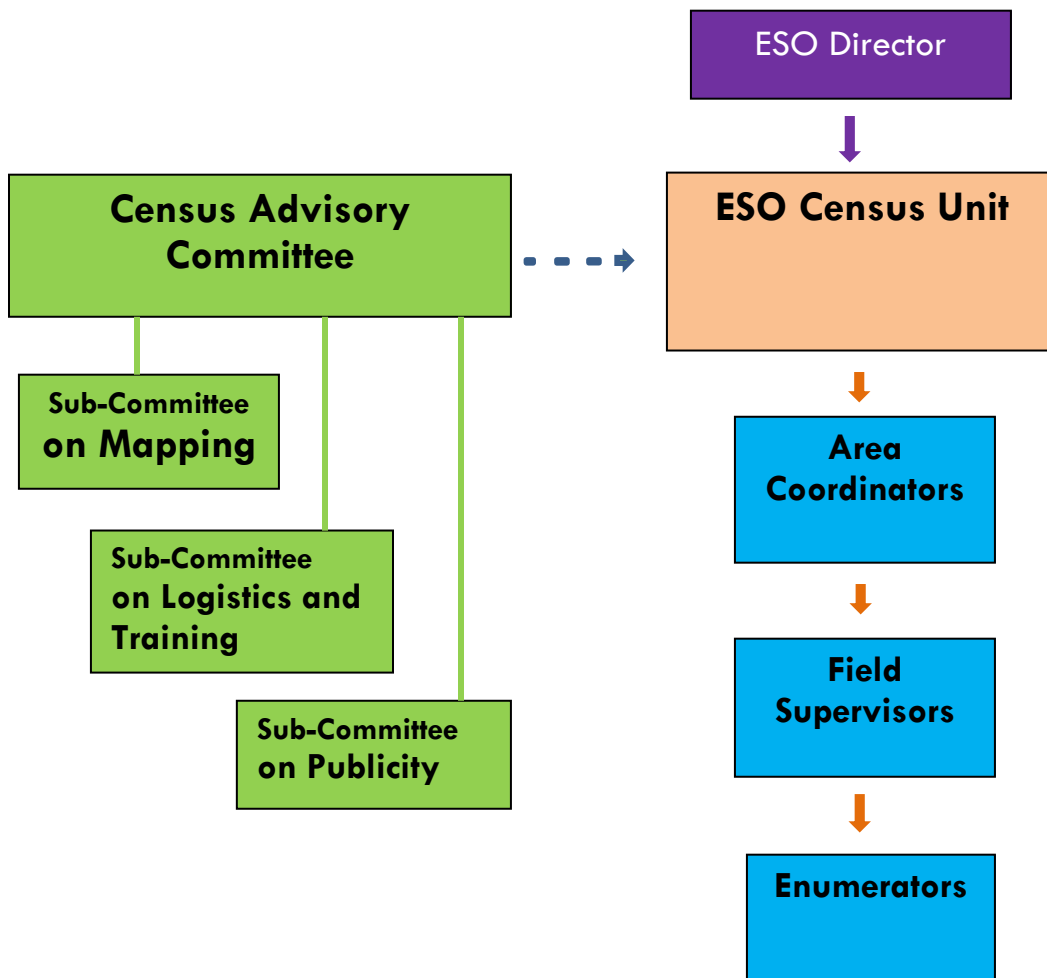 ESO Director
Census Advisory
Committee
ESO Census Unit
Sub-Committee
on Mapping
Area
Coordinators
Sub-Committee
on Logistics and
Training
Field
Supervisors
Sub-Committee
on Publicity
Enumerators